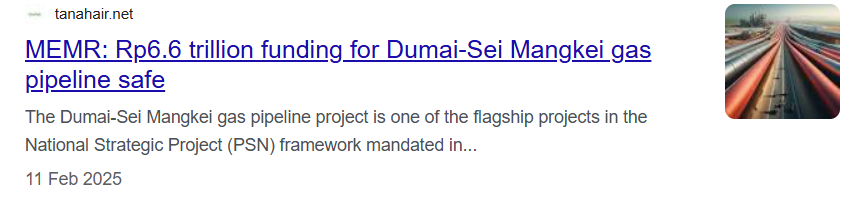 tanahair.net
MEMR: Rp6.6 trillion funding for Dumai-Sei Mangkei gas
pipeline safe
The Dumai-Sei Mangkei gas pipeline project is one of the flagship projects in the
National Strategic Project (PSN) framework mandated in...
11 Feb 2025